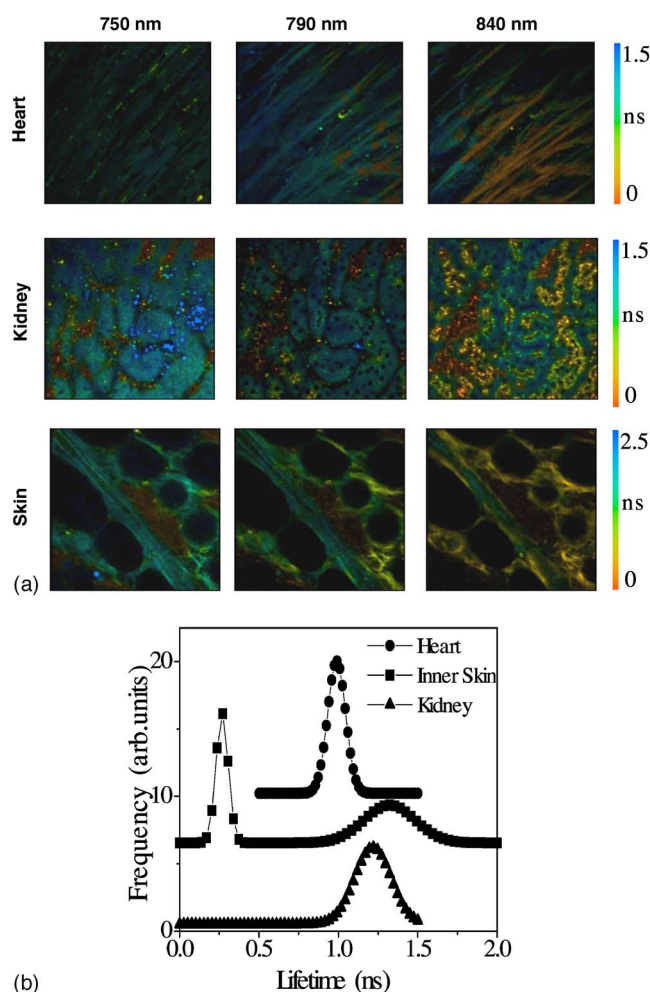 750 nm 790 nm 840 nm
Heart
1.5
ns
0
Kidney
1.5
ns
0
Skin
2.5
ns
0
(a)
Heart
Inner Skin
Kidney
Frequency (arb.units)
20
10
0
0.0 0.5 1.0 1.5 2.0
Lifetime (ns)
(b)